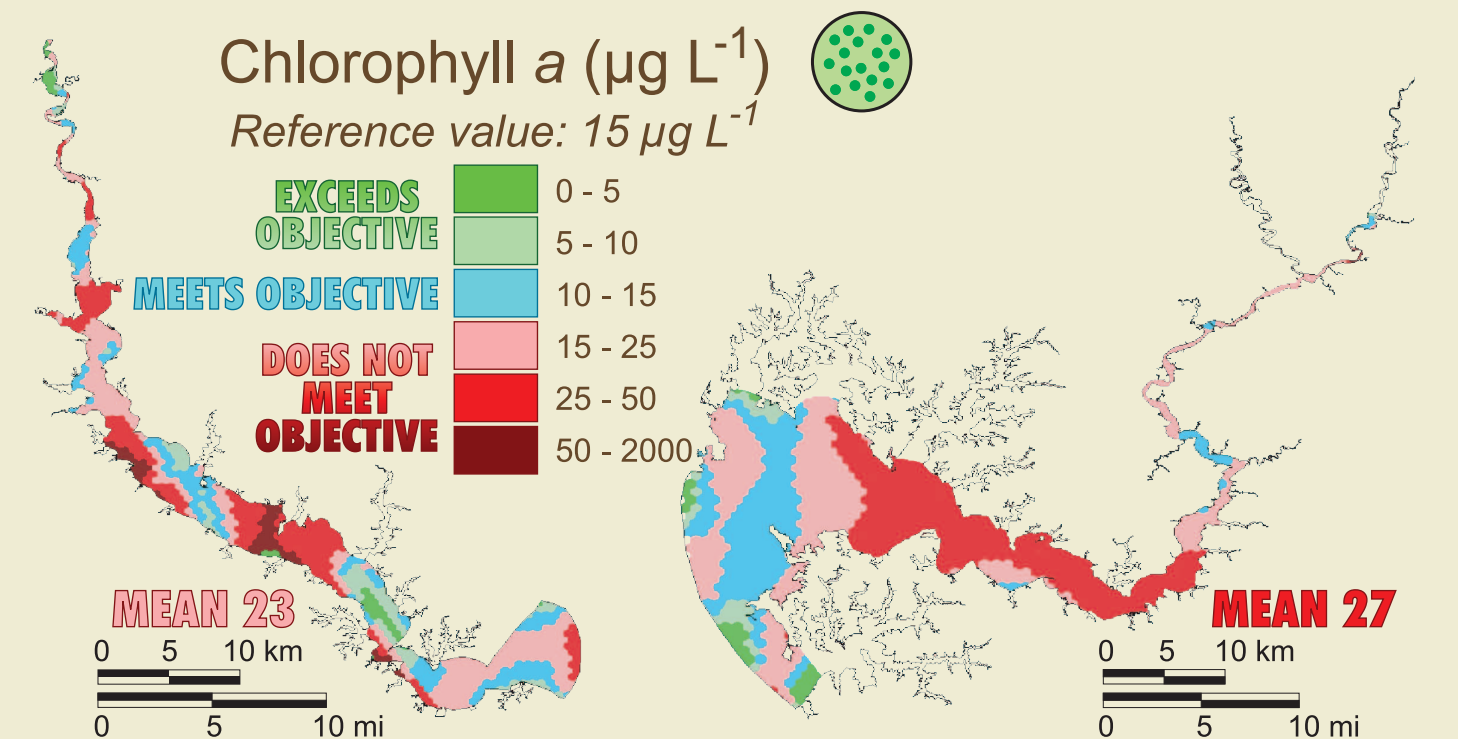 Chlorophyll a (µg L-1)
Reference value: 15 µg L-1
EXCEEDS
OBJECTIVE
0 - 5
5 - 10
MEETS OBJECTIVE
10 - 15
DOES NOT
MEET
OBJECTIVE
15 - 25
25 - 50
50 - 2000
MEAN 23
0 5 10 km
0 5 10 mi
MEAN 27
0 5 10 km
0 5 10 mi